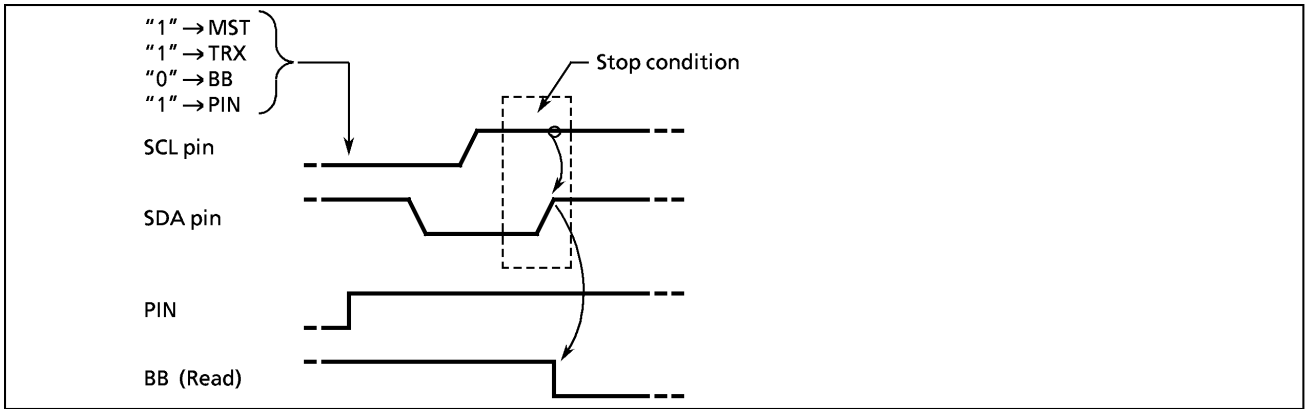 “1” → MST
“1” → TRX
“0” → BB
“1” → PIN
Stop condition
SCL pin
SDA pin
PIN
BB (Read)